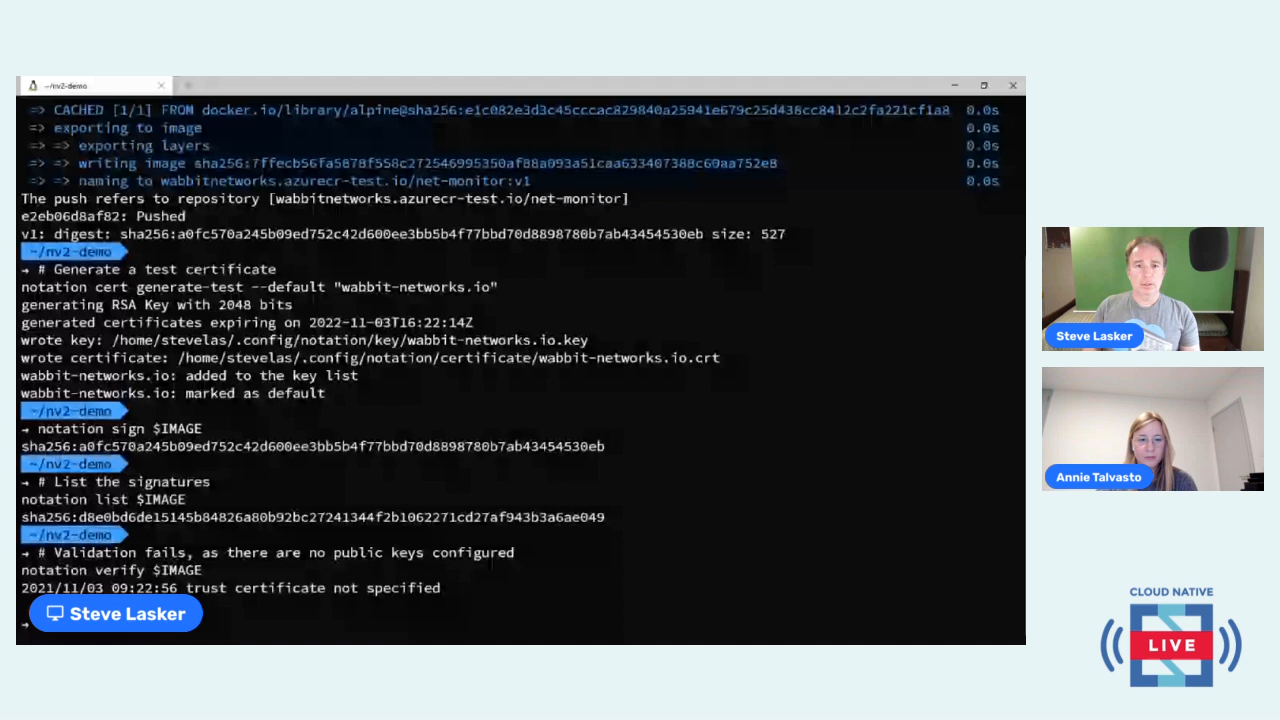 ~/nv2-demo
=> CACHED [1/1] FROM docker.io/library/alpine@sha256:e1c082e3d3c45cccac829840a25941e679c25d438cc8412c2fa221cf1a8 0.0s
=> exporting to image 0.0s
=> => exporting layers 0.0s
=> => writing image sha256:7ffecb56fa5878f558c272546995350af88a093a51caa633407388c69aa752e8 0.0s
=> => naming to wabbitnetworks.azurecr-test.io/net-monitor:v1 0.0s
The push refers to repository [wabbitnetworks.azurecr-test.io/net-monitor]
e2eb06d8af82: Pushed
v1: digest: sha256:a0fc570a245b09ed752c42d600ee3bb5b4f77bbd70d8898780b7ab43454530eb size: 527
~/nv2-demo
→ # Generate a test certificate
notation cert generate-test --default "wabbit-networks.io"
generating RSA Key with 2048 bits
generated certificates expiring on 2022-11-03T16:22:14Z
wrote key: /home/stevelas/.config/notation/key/wabbit-networks.io.key
wrote certificate: /home/stevelas/.config/notation/certificate/wabbit-networks.io.crt
wabbit-networks.io: added to the key list
wabbit-networks.io: marked as default
~/nv2-demo
→ notation sign $IMAGE
sha256:a0fc570a245b09ed752c42d600ee3bb5b4f77bbd70d8898780b7ab43454530eb
~/nv2-demo
→ # List the signatures
notation list $IMAGE
sha256:d8e0bd6de15145b84826a80b92bc27241344f2b1062271cd27af943b3a6ae049
~/nv2-demo
→ # Validation fails, as there are no public keys configured
notation verify $IMAGE
2021/11/03 09:22:56 trust certificate not specified
→
Steve Lasker
Steve Lasker
Annie Talvasto
CLOUD NATIVE
LIVE